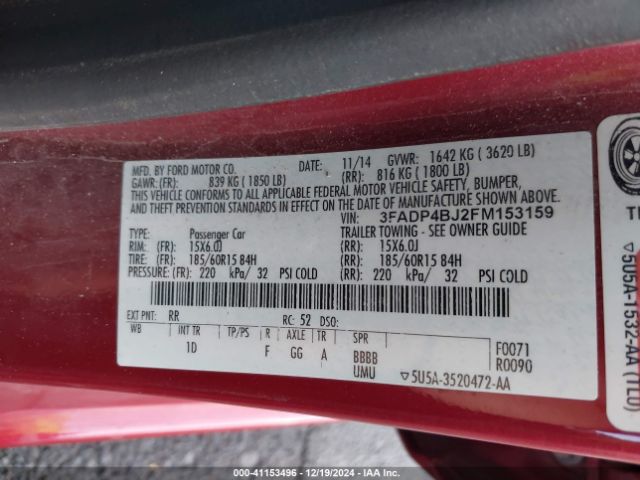 MFD. BY FORD MOTOR CO. DATE: 11/14 GVWR: 1642 KG ( 3620 LB)
GAWR: (FR): 839 KG ( 1850 LB) (RR): 816 KG ( 1800 LB)
THIS VEHICLE CONFORMS TO ALL APPLICABLE FEDERAL MOTOR VEHICLE SAFETY, BUMPER,
AND THEFT PREVENTION STANDARDS IN EFFECT ON THE DATE OF MANUFACTURE SHOWN ABOVE.
VIN: 3FADP4BJ2FM153159
TYPE: Passenger Car TRAILER TOWING - SEE OWNER GUIDE
RIM: (FR): 15X6.0J (RR): 15X6.0J
TIRE: (FR): 185/60R15 84H (RR): 185/60R15 84H
PRESSURE: (FR): 220 kPa/ 32 PSI COLD (RR): 220 kPa/ 32 PSI COLD
EXT PNT: RR RC: 52 DSO:
WB INT TR TP/PS R AXLE TR SPR F0071
1D F GG A BBBB R0090
UMU ▽5U5A-3520472-AA
▽5U5A-1532-AA (TLO)
00-41153496 - 12/19/2024 - IAA Inc.